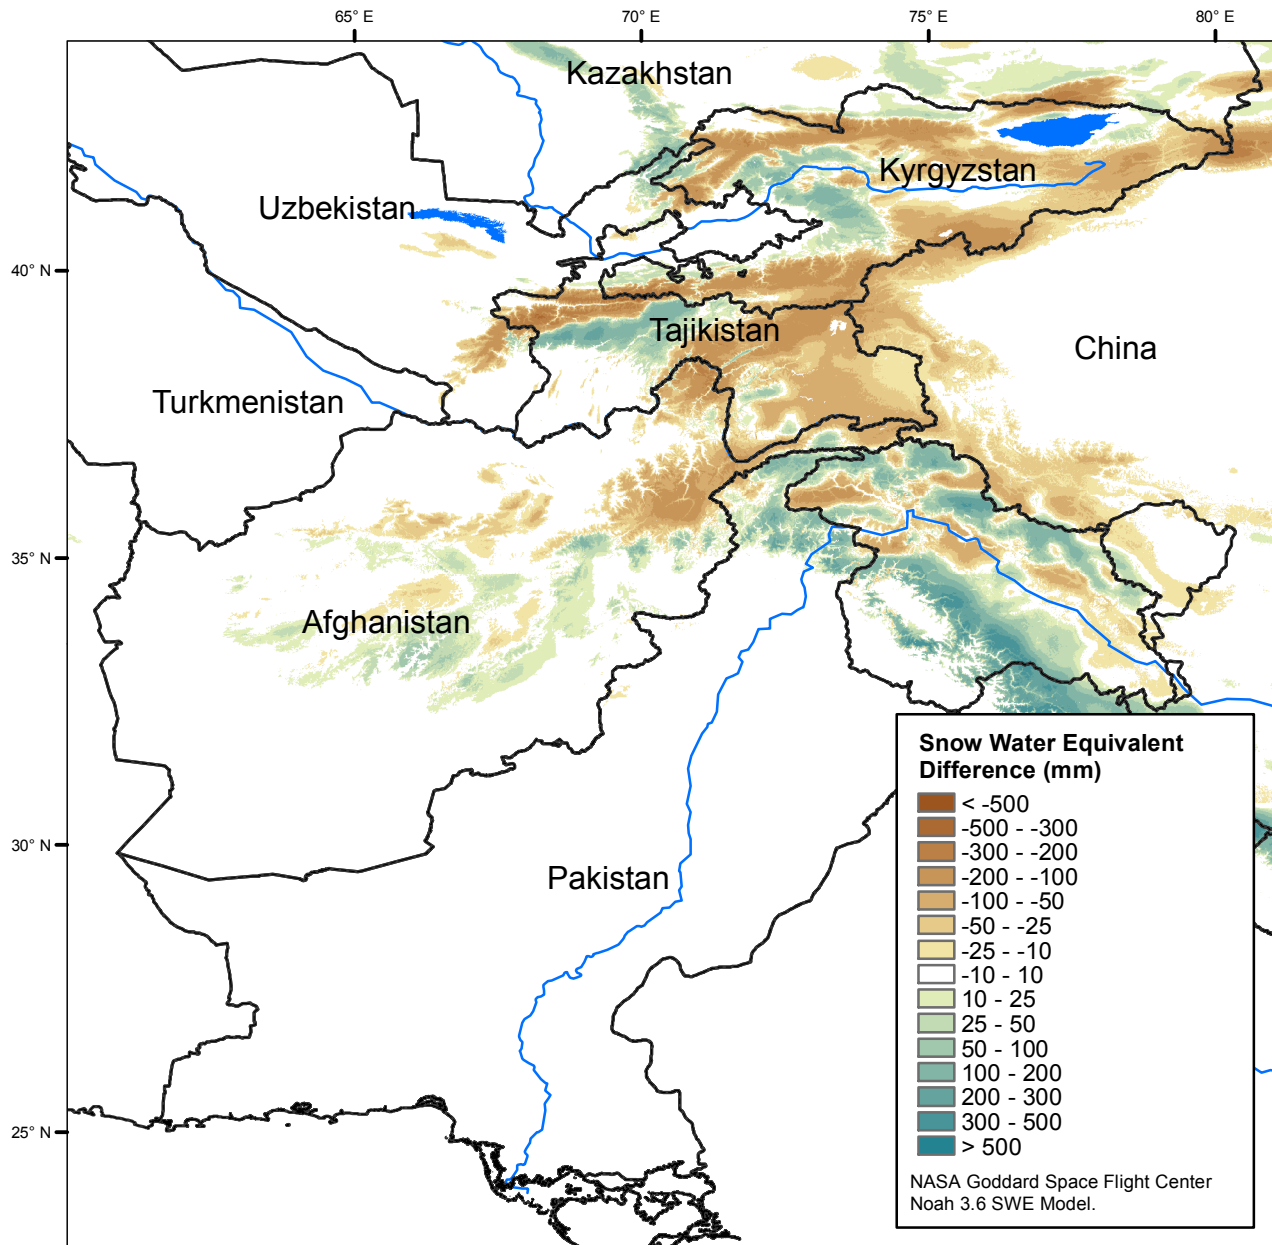 65° E
70° E
75° E
80° E
Kazakhstan
Kyrgyzstan
Uzbekistan
40° N
Tajikistan
China
Turkmenistan
35° N
Afghanistan
Snow Water Equivalent
Difference (mm)
< -500
-500 - -300
30° N
-300 - -200
Pakistan
-200 - -100
-100 - -50
-50 - -25
-25 - -10
-10 - 10
10 - 25
25 - 50
50 - 100
100 - 200
200 - 300
300 - 500
25° N
> 500
NASA Goddard Space Flight Center
Noah 3.6 SWE Model.